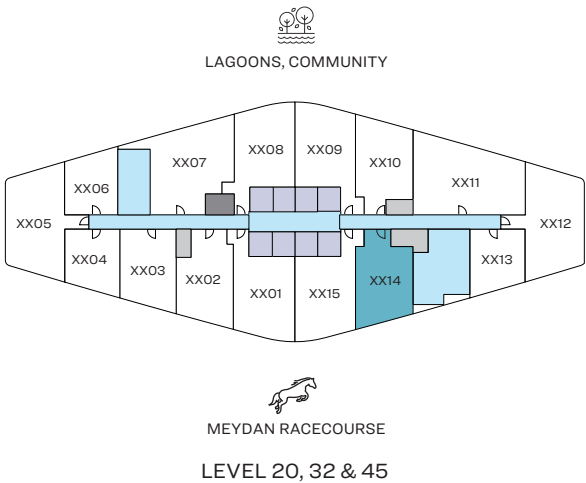 LAGOONS, COMMUNITY
XX08
XX09
XX07
XX10
XX06
XX11
XX05
XX12
XX04
XX03
XX02
XX01
XX15
XX14
XX13
MEYDAN RACECOURSE
LEVEL 20, 32 & 45